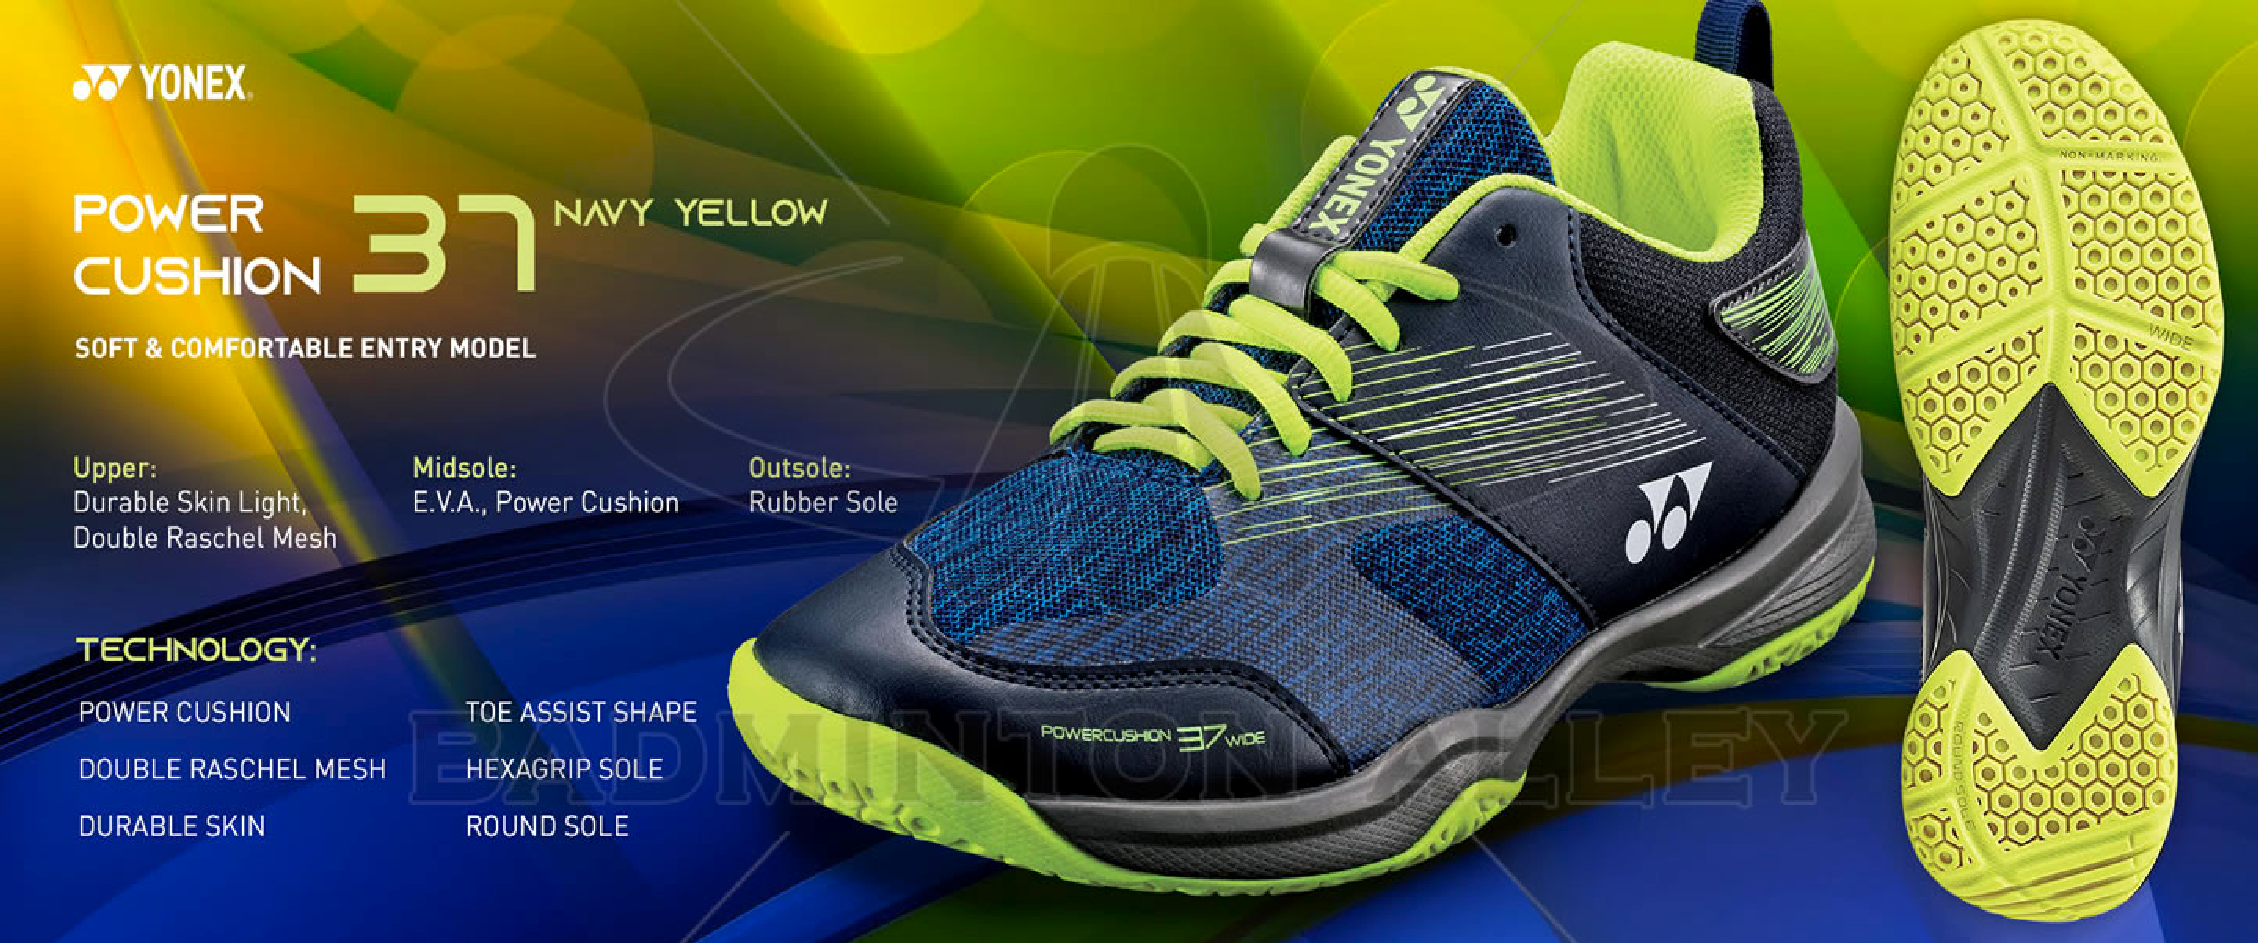 YONEX
POWER
CUSHION
37
NAVY YELLOW
SOFT & COMFORTABLE ENTRY MODEL
Upper:
Durable Skin Light,
Double Raschel Mesh
Midsole:
E.V.A., Power Cushion
Outsole:
Rubber Sole
TECHNOLOGY:
POWER CUSHION
DOUBLE RASCHEL MESH
DURABLE SKIN
TOE ASSIST SHAPE
HEXAGRIP SOLE
ROUND SOLE
YONEX
POWERCUSHION 37 WIDE
NON-MARKING
WIDE
YONEX
ROUND SOLE
BADMINTON ALLEY